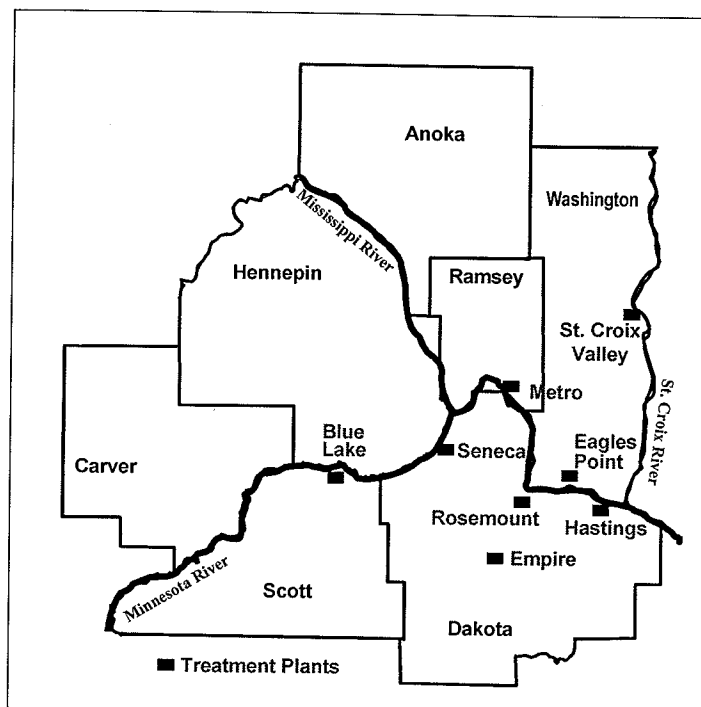 Anoka
Washington
Mississippi River
Hennepin
Ramsey
St. Croix
Valley
Metro
St. Croix River
Blue
Lake
Seneca
Eagles
Point
Carver
Rosemount
Hastings
Empire
Minnesota River
Scott
Dakota
Treatment Plants